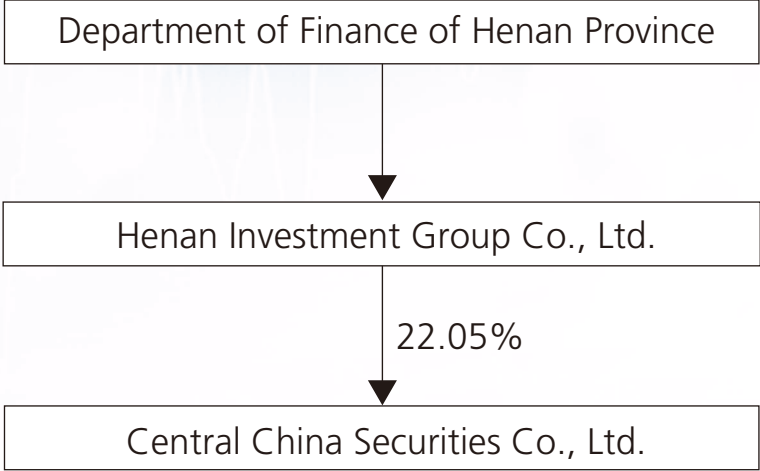 Department of Finance of Henan Province
Henan Investment Group Co., Ltd.
22.05%
Central China Securities Co., Ltd.